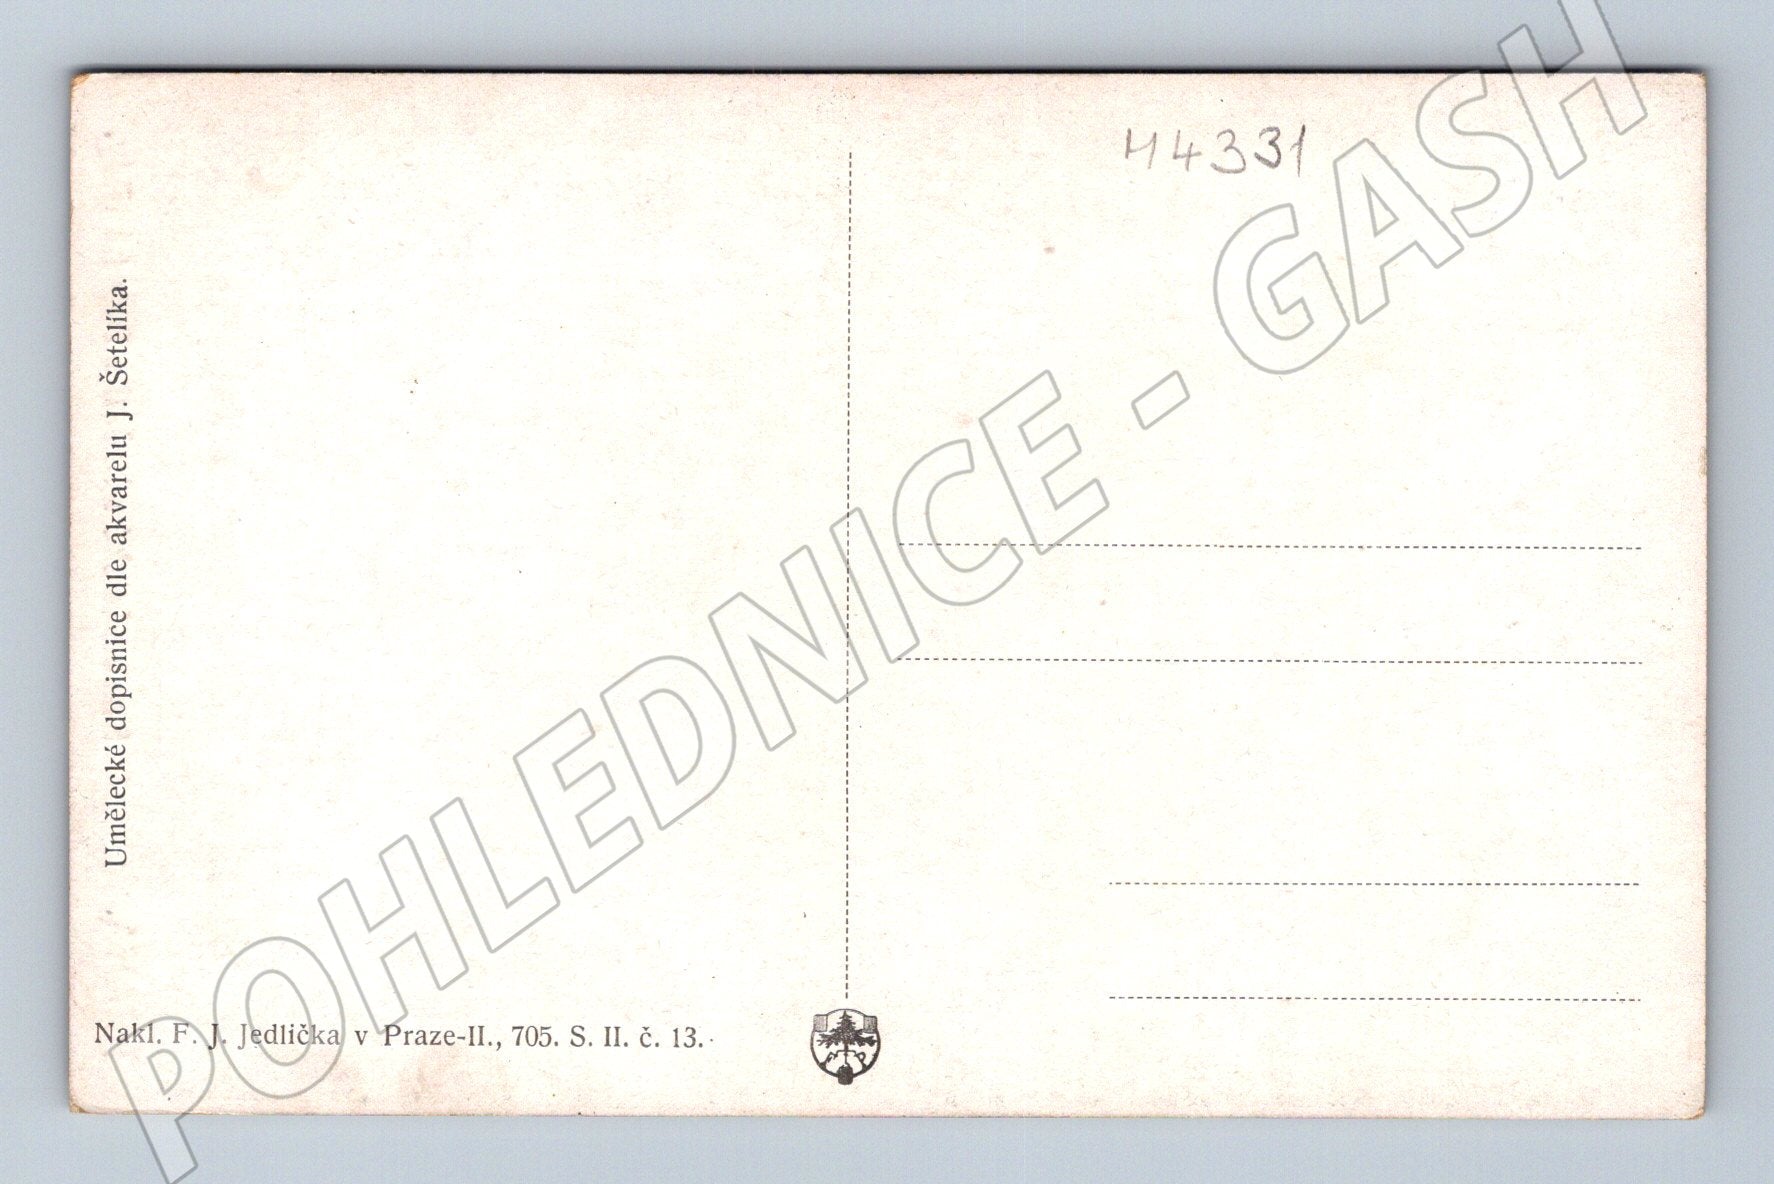 H4331
Umělecké dopisnice dle akvarelu J. Šetelíka.
Nakl. F. J. Jedlička v Praze-II., 705. S. II. č. 13.
POHLEDNICE - GASH